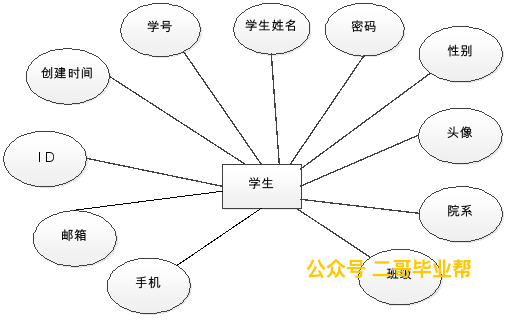 学号
学生姓名
密码
创建时间
性别
头像
ID
学生
院系
邮箱
手机
班级
公众号 二哥毕业帮